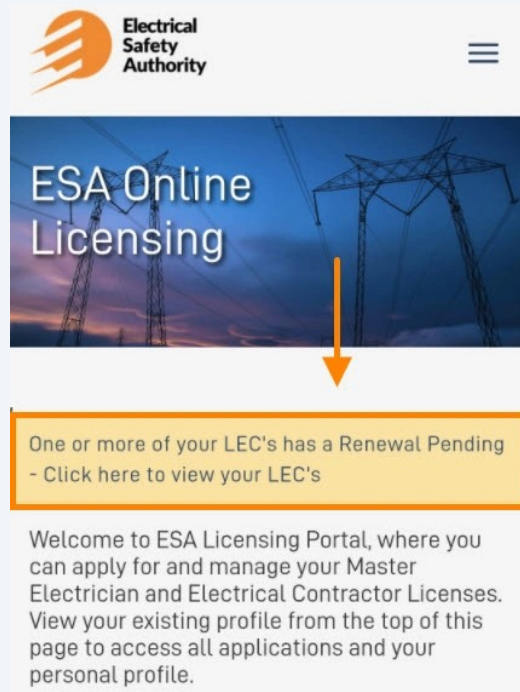 Electrical
Safety
Authority
ESA Online
Licensing
One or more of your LEC's has a Renewal Pending
- Click here to view your LEC's
Welcome to ESA Licensing Portal, where you
can apply for and manage your Master
Electrician and Electrical Contractor Licenses.
View your existing profile from the top of this
page to access all applications and your
personal profile.